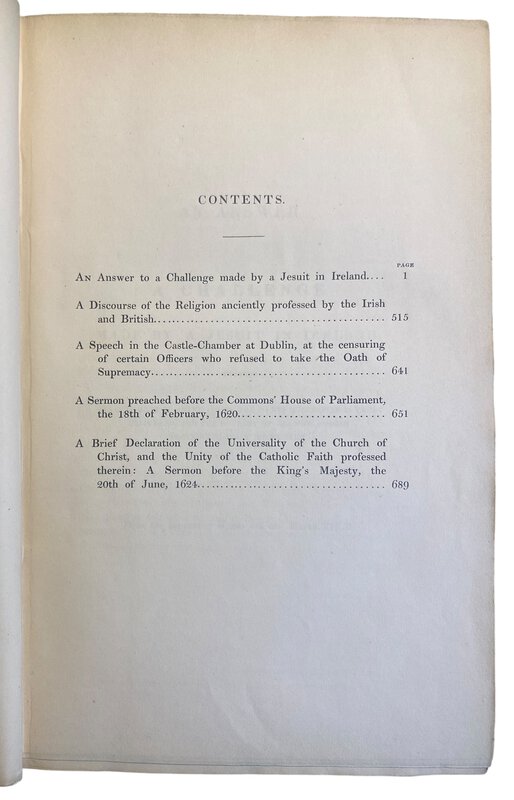 CONTENTS.
PAGE
An Answer to a Challenge made by a Jesuit in Ireland.... 1
A Discourse of the Religion anciently professed by the Irish
and British.............................................. 515
A Speech in the Castle-Chamber at Dublin, at the censuring
of certain Officers who refused to take the Oath of
Supremacy............................................... 641
A Sermon preached before the Commons' House of Parliament,
the 18th of February, 1620............................. 651
A Brief Declaration of the Universality of the Church of
Christ, and the Unity of the Catholic Faith professed
therein: A Sermon before the King's Majesty, the
20th of June, 1624..................................... 689